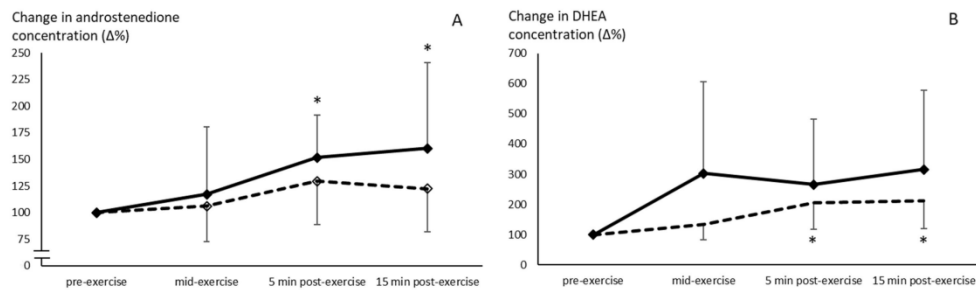 Change in androstenedione
concentration (Δ%)
A
250
225
200
175
150
125
100
75
0
*
*
pre-exercise
mid-exercise
5 min post-exercise
15 min post-exercise
Change in DHEA
concentration (Δ%)
B
700
600
500
400
300
200
100
0
*
*
pre-exercise
mid-exercise
5 min post-exercise
15 min post-exercise